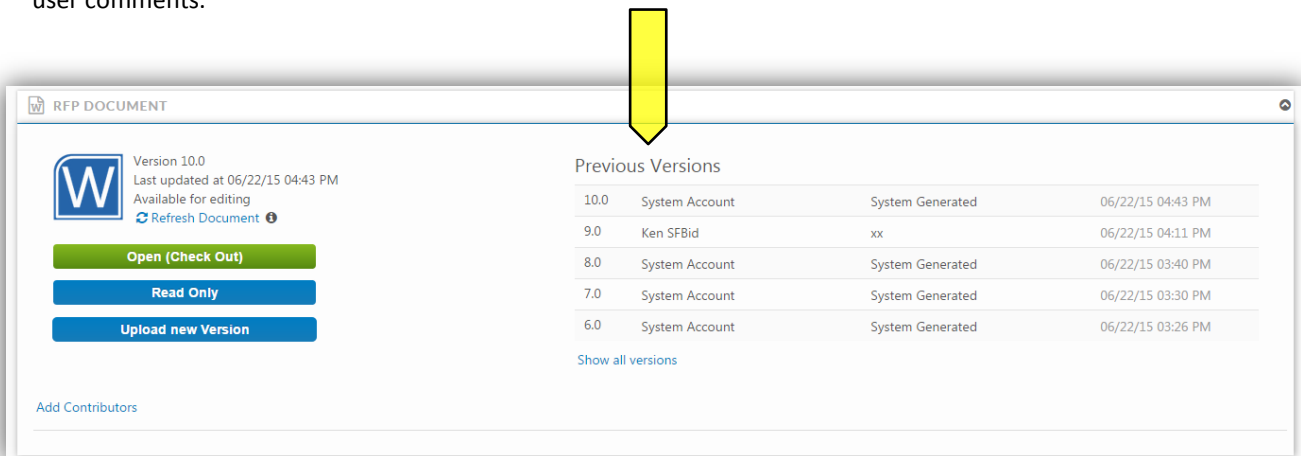 user comments.
RFP DOCUMENT
Version 10.0
Last updated at 06/22/15 04:43 PM
Available for editing
Refresh Document
Open (Check Out)
Read Only
Upload new Version
Previous Versions
10.0 System Account System Generated 06/22/15 04:43 PM
9.0 Ken SFBid xx 06/22/15 04:11 PM
8.0 System Account System Generated 06/22/15 03:40 PM
7.0 System Account System Generated 06/22/15 03:30 PM
6.0 System Account System Generated 06/22/15 03:26 PM
Show all versions
Add Contributors